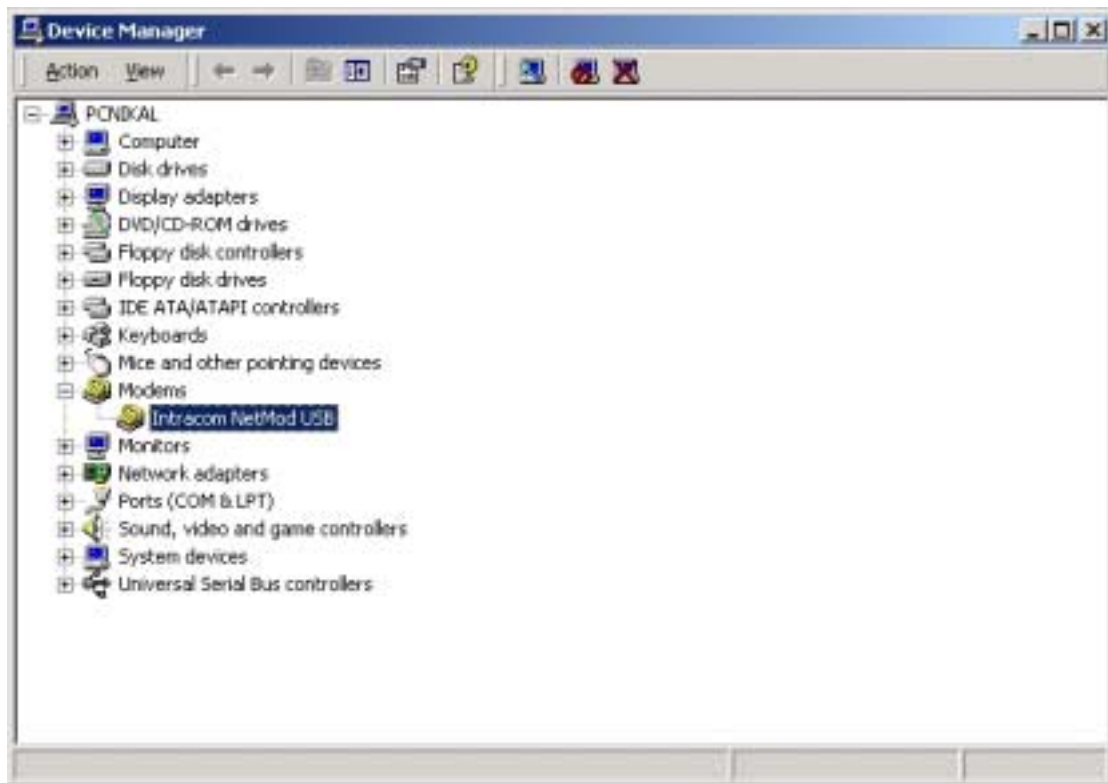 Device Manager
Action View
PCNIKAL
Computer
Disk drives
Display adapters
DVD/CD-ROM drives
Floppy disk controllers
Floppy disk drives
IDE ATA/ATAPI controllers
Keyboards
Mice and other pointing devices
Modems
Intracom NetMod USB
Monitors
Network adapters
Ports (COM & LPT)
Sound, video and game controllers
System devices
Universal Serial Bus controllers